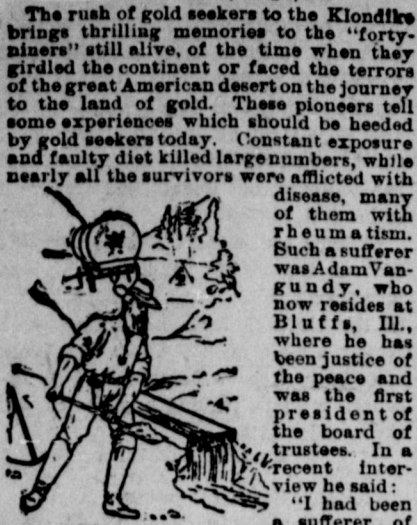 The rush of gold seekers to the Klondike
brings thrilling memories to the "forty-
niners" still alive, of the time when they
girdled the continent or faced the terrors
of the great American desert on the journey
to the land of gold. These pioneers tell
some experiences which should be heeded
by gold seekers today. Constant exposure
and faulty diet killed large numbers, while
nearly all the survivors were afflicted with
disease, many
of them with
rheumatism.
Such a sufferer
was Adam Van-
gundy, who
now resides at
Bluffs, Ill.,
where he has
been justice of
the peace and
was the first
president of
the board of
trustees. In a
recent inter-
view he said:
"I had been
a sufferer of